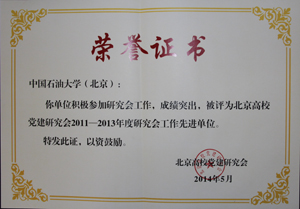 荣誉证书
中国石油大学（北京）：
你单位积极参加研究会工作，成绩突出，被评为北京高校
党建研究会2011—2013年度研究会工作先进单位。
特发此证，以资鼓励。
北京高校党建研究会
2014年5月